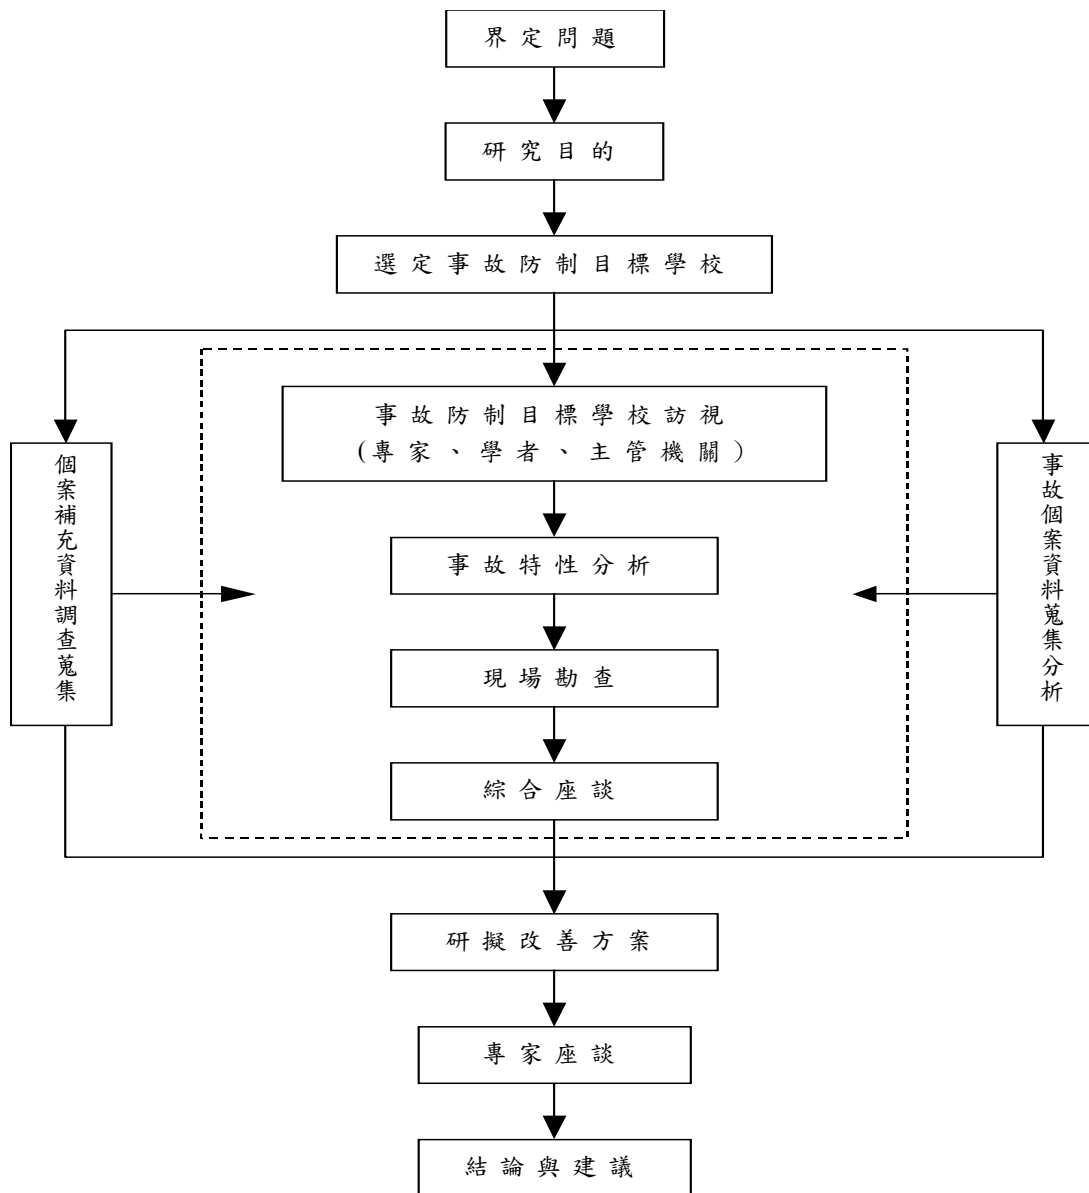 界定問題
研究目的
選定事故防制目標學校
事故防制目標學校訪視
(專家、學者、主管機關)
個案補充資料調查蒐集
事故個案資料蒐集分析
事故特性分析
現場勘查
綜合座談
研擬改善方案
專家座談
結論與建議